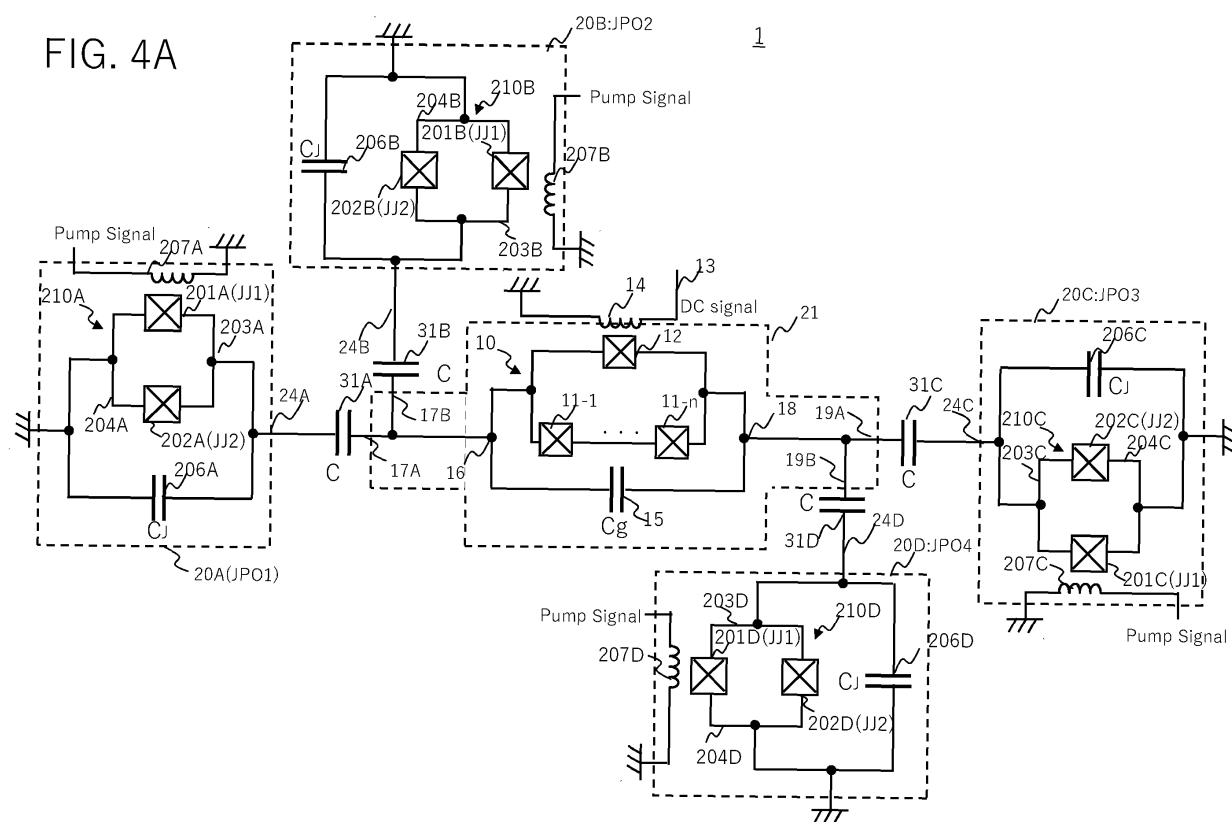 FIG. 4A
1
20B:JPO2
210B
204B
Pump Signal
201B(JJ1)
CJ
206B
207B
202B(JJ2)
203B
Pump Signal
207A
210A
201A(JJ1)
203A
204A
202A(JJ2)
206A
CJ
20A(JPO1)
24A
31A
C
17A
24B
31B
C
17B
13
14
DC signal
21
10
12
11-1
. . . .
11-n
16
18
15
Cg
19A
19B
31C
C
24C
C
31D
24D
20C:JPO3
206C
CJ
210C
202C(JJ2)
204C
203C
207C
201C(JJ1)
Pump Signal
20D:JPO4
Pump Signal
203D
210D
201D(JJ1)
207D
206D
CJ
202D(JJ2)
204D